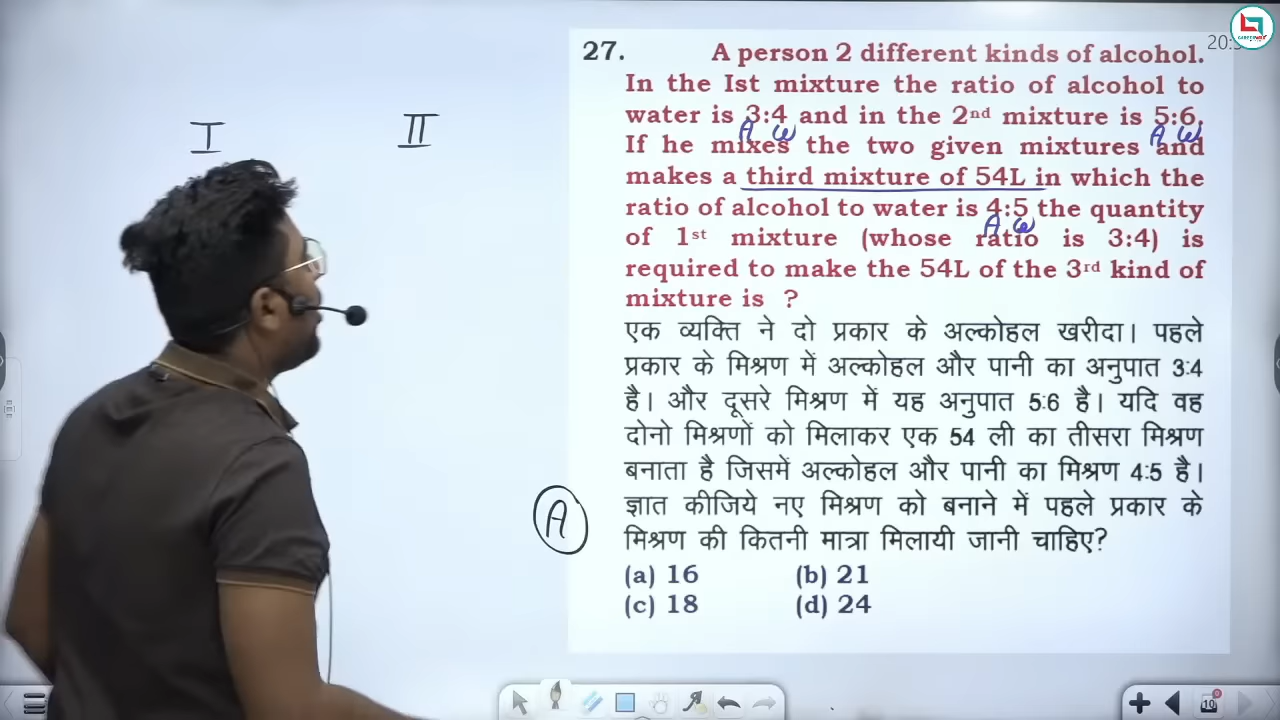 27. A person 2 different kinds of alcohol.
In the Ist mixture the ratio of alcohol to
water is 3:4 and in the 2nd mixture is 5:6.
A W A W
If he mixes the two given mixtures and
makes a third mixture of 54L in which the
ratio of alcohol to water is 4:5 the quantity
A W
of 1st mixture (whose ratio is 3:4) is
required to make the 54L of the 3rd kind of
mixture is ?
एक व्यक्ति ने दो प्रकार के अल्कोहल खरीदा। पहले
प्रकार के मिश्रण में अल्कोहल और पानी का अनुपात 3:4
है। और दूसरे मिश्रण में यह अनुपात 5:6 है। यदि वह
दोनो मिश्रणों को मिलाकर एक 54 ली का तीसरा मिश्रण
बनाता है जिसमें अल्कोहल और पानी का मिश्रण 4:5 है।
ज्ञात कीजिये नए मिश्रण को बनाने में पहले प्रकार के
मिश्रण की कितनी मात्रा मिलायी जानी चाहिए?
(a) 16 (b) 21
(c) 18 (d) 24
I II
A
10